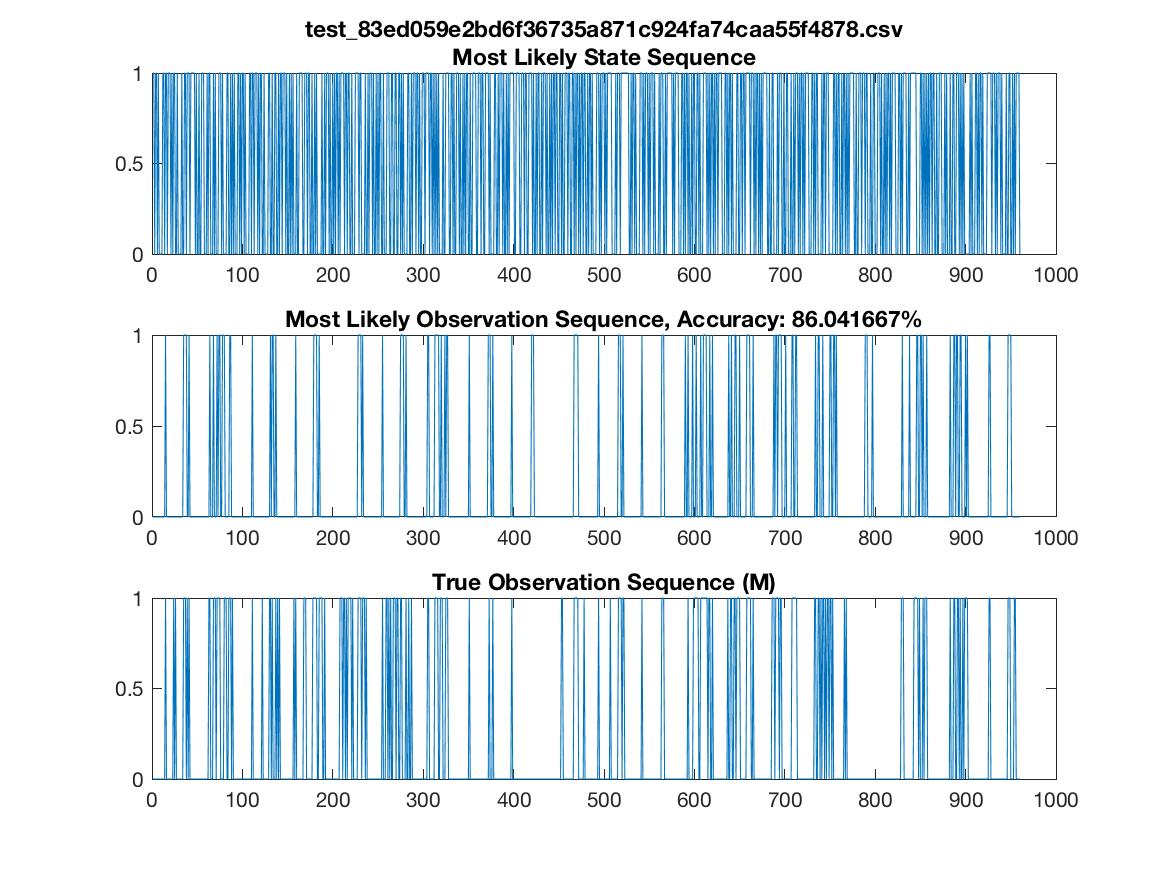 test_83ed059e2bd6f36735a871c924fa74caa55f4878.csv
Most Likely State Sequence
1
0.5
0
0 100 200 300 400 500 600 700 800 900 1000
Most Likely Observation Sequence, Accuracy: 86.041667%
1
0.5
0
0 100 200 300 400 500 600 700 800 900 1000
True Observation Sequence (M)
1
0.5
0
0 100 200 300 400 500 600 700 800 900 1000